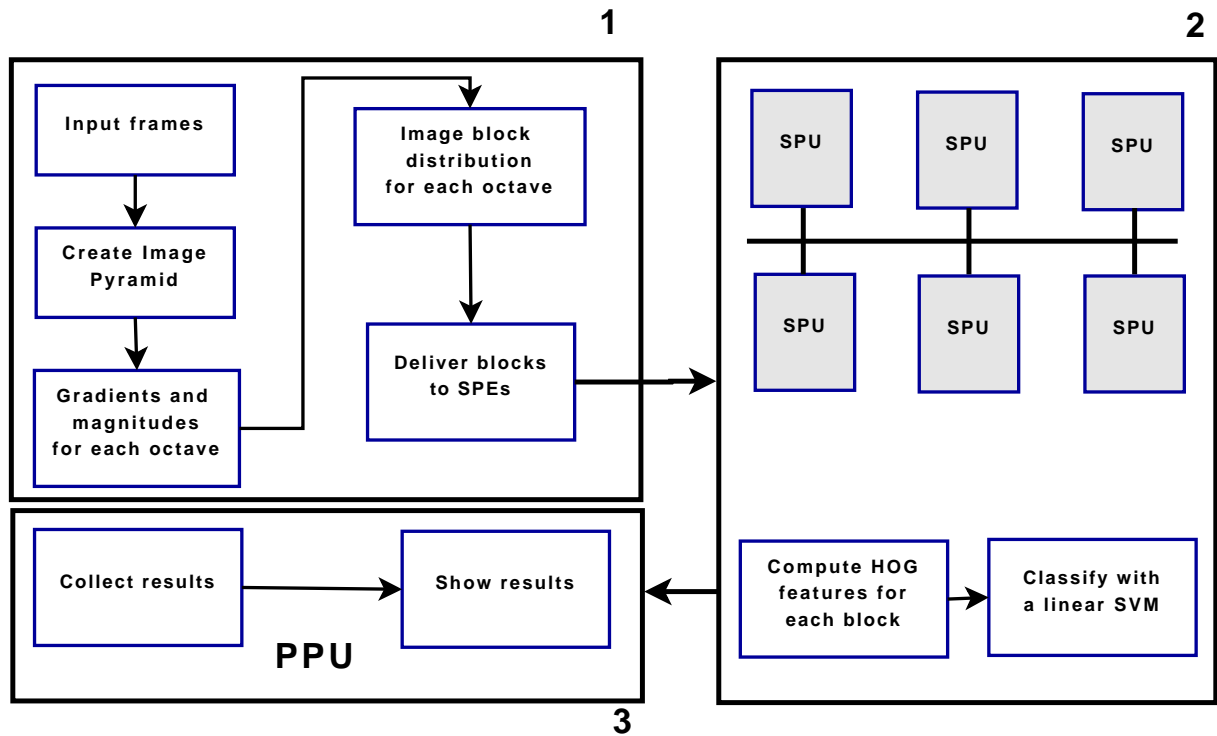 1
Input frames
Create Image
Pyramid
Gradients and
magnitudes
for each octave
Image block
distribution
for each octave
Deliver blocks
to SPEs
2
SPU
SPU
SPU
SPU
SPU
SPU
Compute HOG
features for
each block
Classify with
a linear SVM
Collect results
Show results
PPU
3